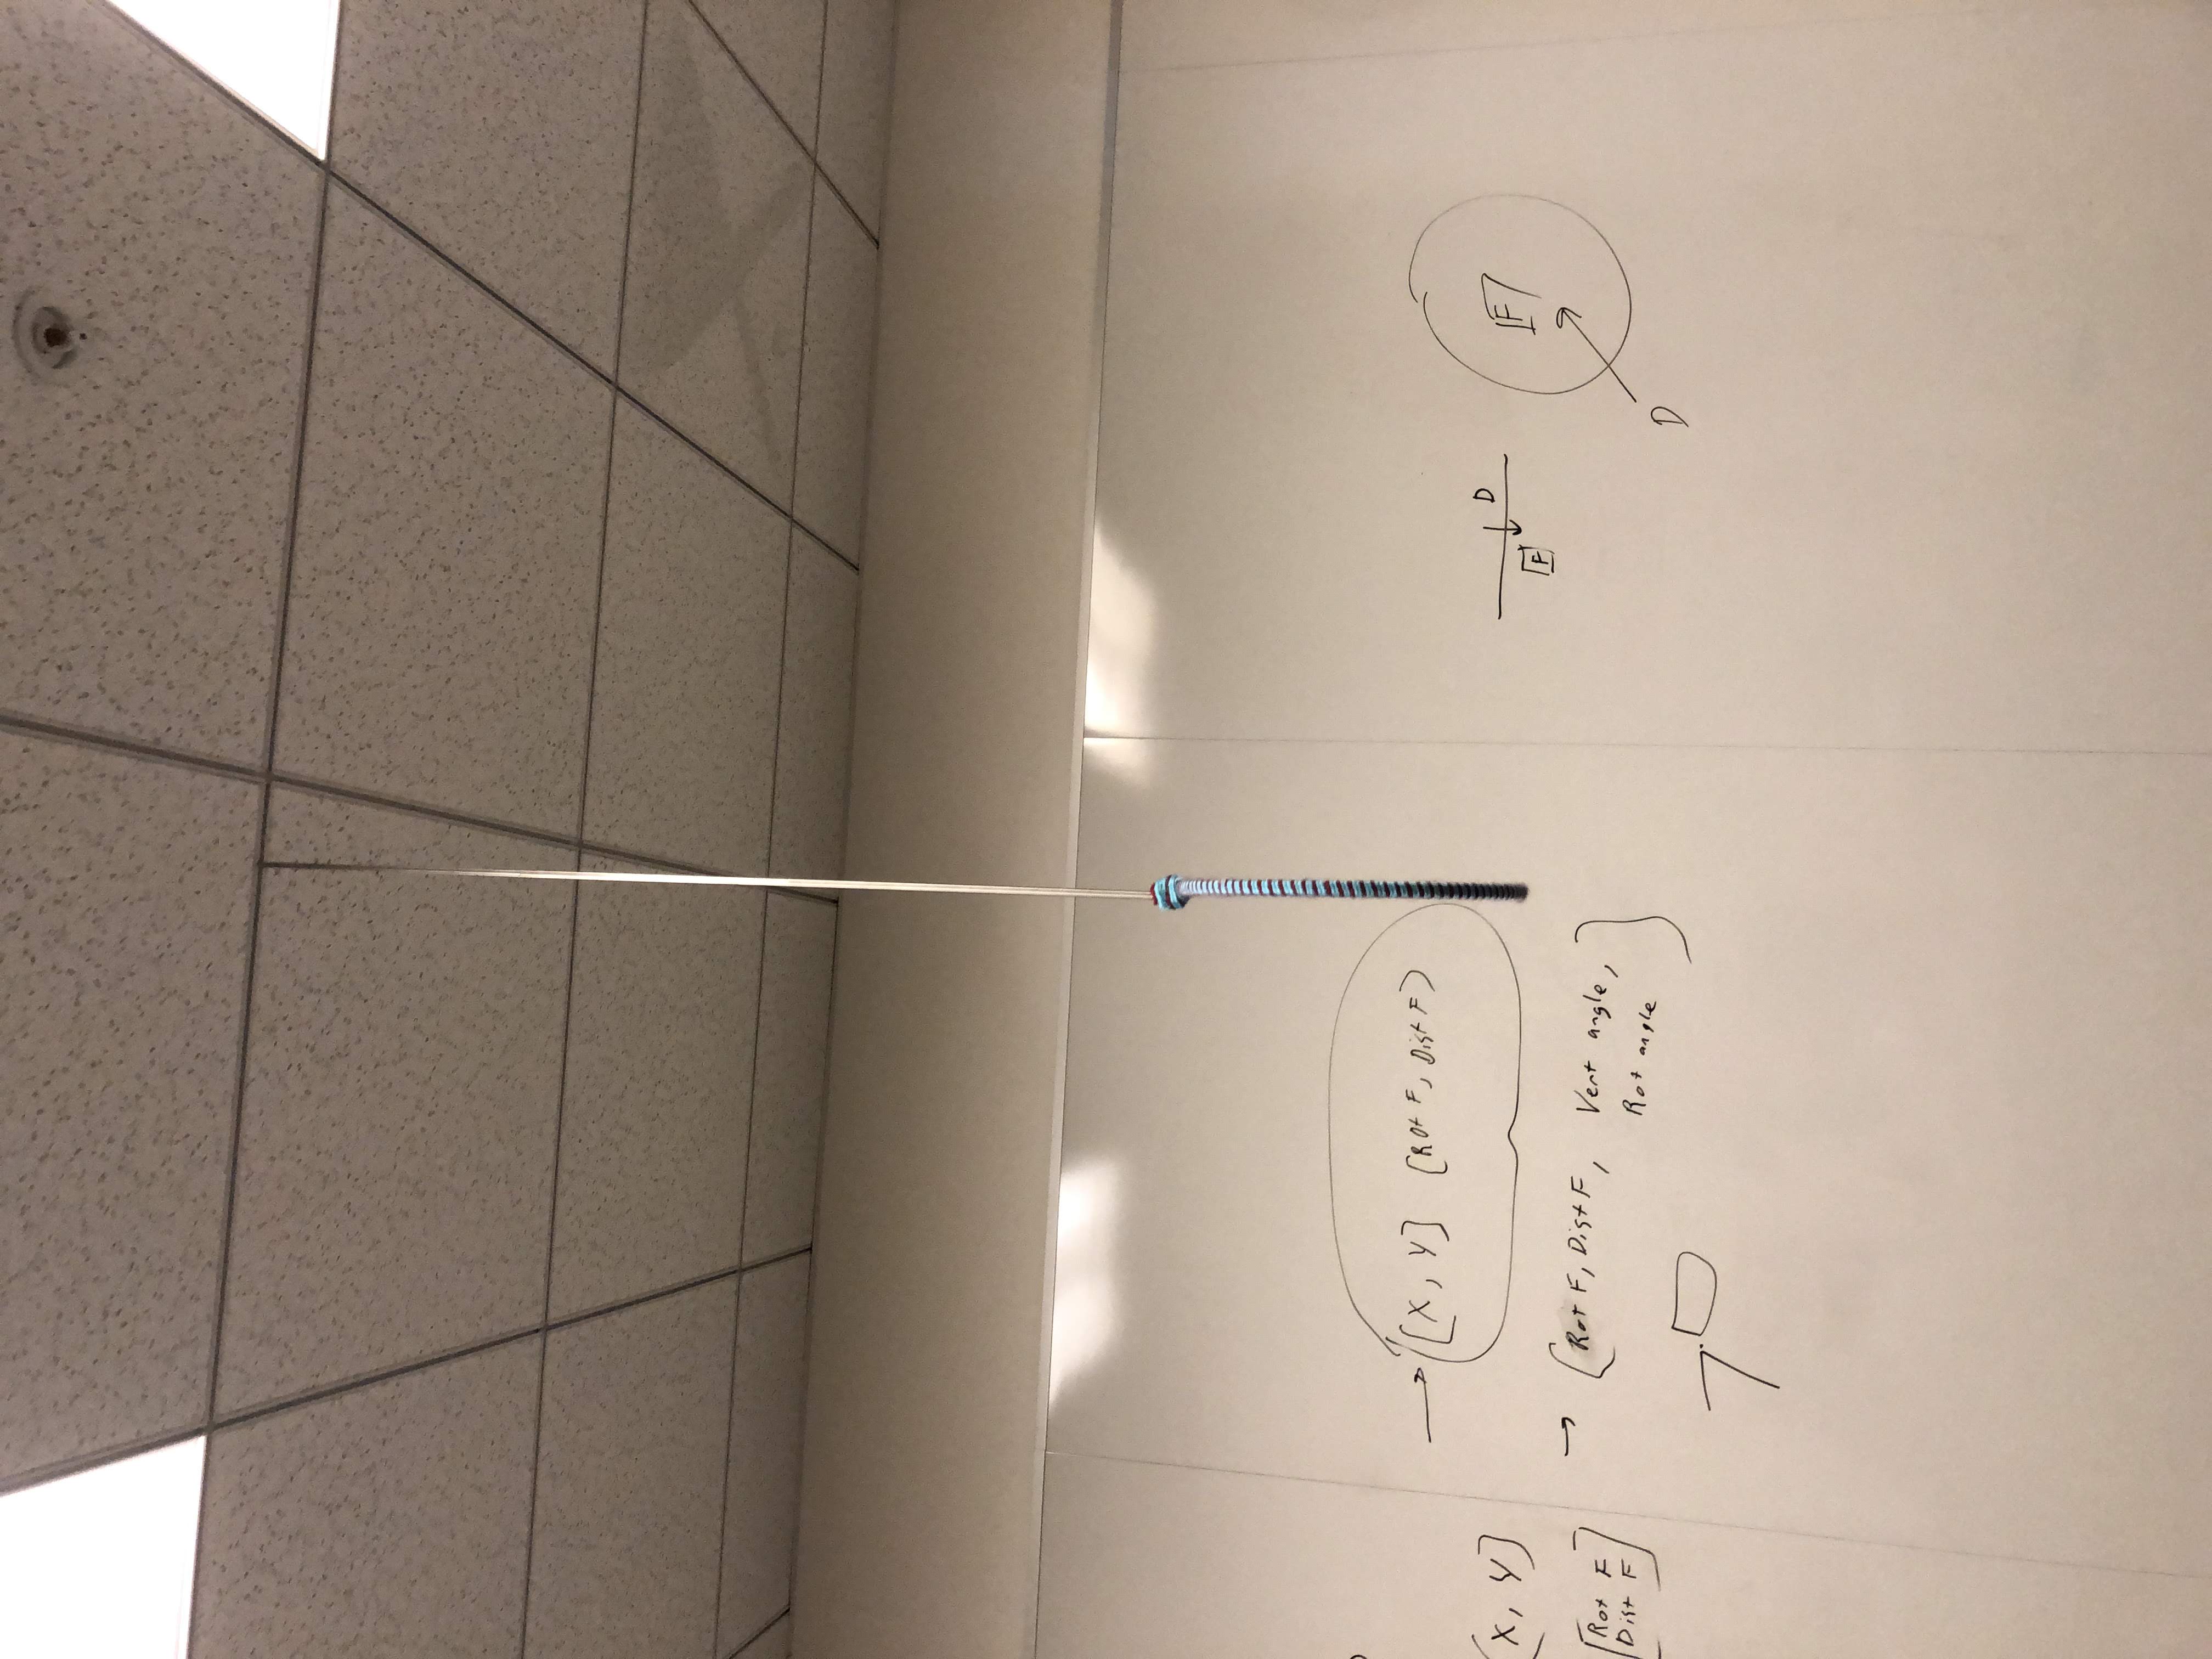 [X, Y]
[Rot F
Dist F]
→ [X, Y] [Rot F, Dist F]
→ [Rot F, Dist F, Vert angle,
Rot angle]
D
F
F
D